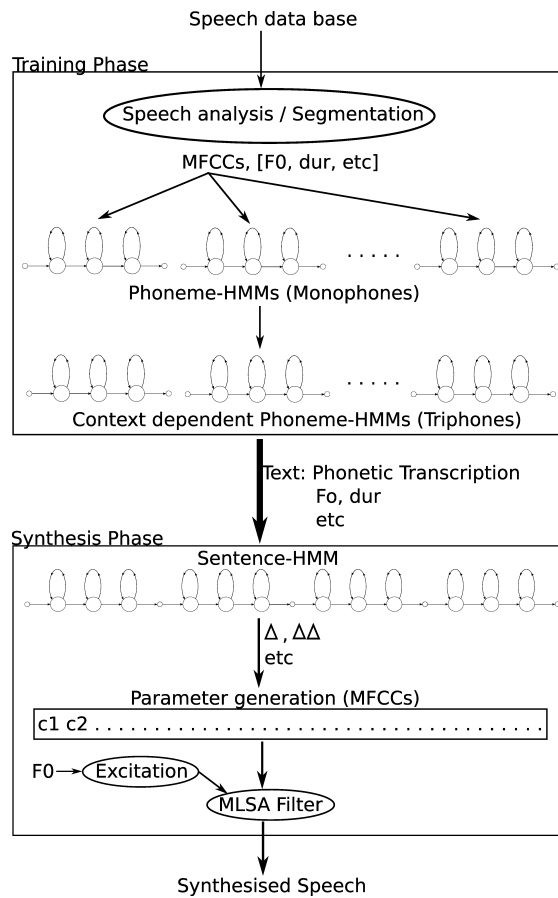 Speech data base
Training Phase
Speech analysis / Segmentation
MFCCs, [F0, dur, etc]
. . . . .
Phoneme-HMMs (Monophones)
. . . . .
Context dependent Phoneme-HMMs (Triphones)
Text: Phonetic Transcription
Fo, dur
etc
Synthesis Phase
Sentence-HMM
Δ , ΔΔ
etc
Parameter generation (MFCCs)
c1 c2 . . . . . . . . . . . . . . . . . . . . . . . . . . . . . . . . . . . . . .
F0
Excitation
MLSA Filter
Synthesised Speech